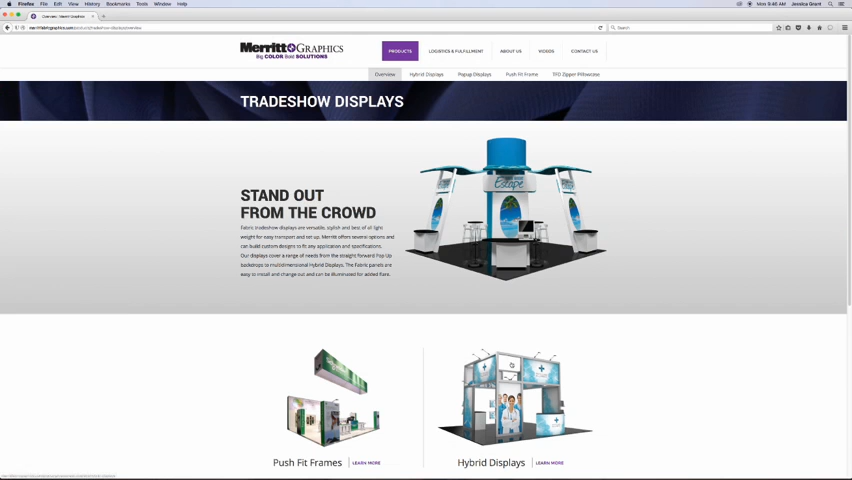 Firefox File Edit View History Bookmarks Tools Window Help
Mon 9:40 AM Jessica Grant
Overview - Merritt Graphics
Search
MERRITT GRAPHICS
Big COLOR Bold SOLUTIONS
PRODUCTS LOGISTICS & FULFILLMENT ABOUT US VIDEOS CONTACT US
Overview Hybrid Displays Popup Displays Push Fit Frame TFD Zipper Pillowcase
TRADESHOW DISPLAYS
Escape
STAND OUT
FROM THE CROWD
Fabric tradeshow displays are versatile, stylish and best of all light
weight for easy transport and set up. Merritt offers several options and
can build custom designs to fit any application and specifications.
Our displays cover a range of needs from the straight forward Pop Up
backdrops to multidimensional Hybrid Displays. The Fabric panels are
easy to install and change out and can be illuminated for added flare.
Push Fit Frames LEARN MORE
Hybrid Displays LEARN MORE